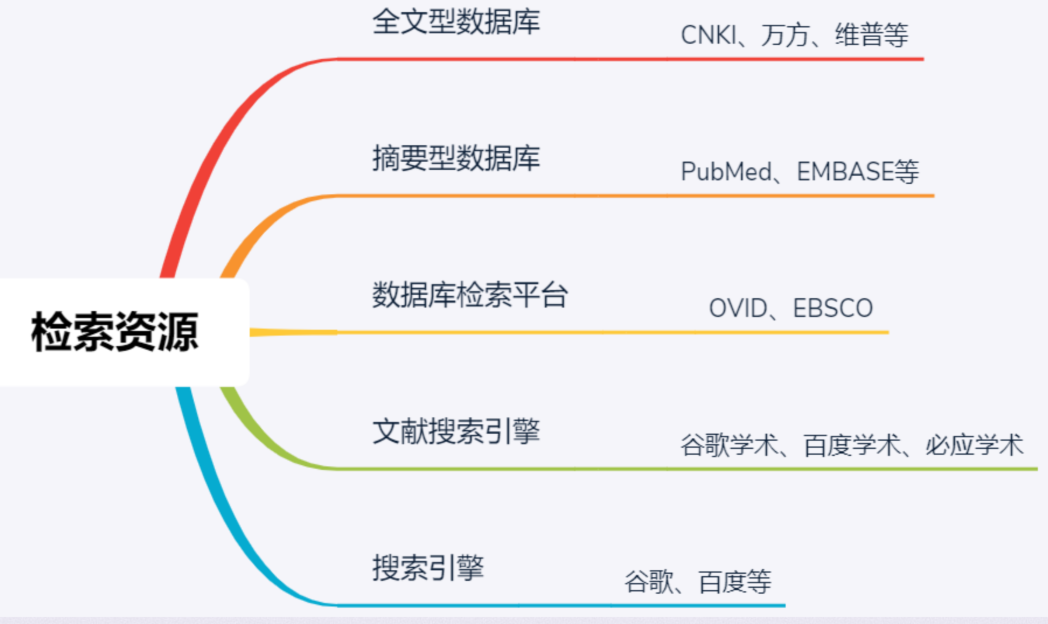 全文型数据库
CNKI、万方、维普等
摘要型数据库
PubMed、EMBASE等
数据库检索平台
OVID、EBSCO
检索资源
文献搜索引擎
谷歌学术、百度学术、必应学术
搜索引擎
谷歌、百度等